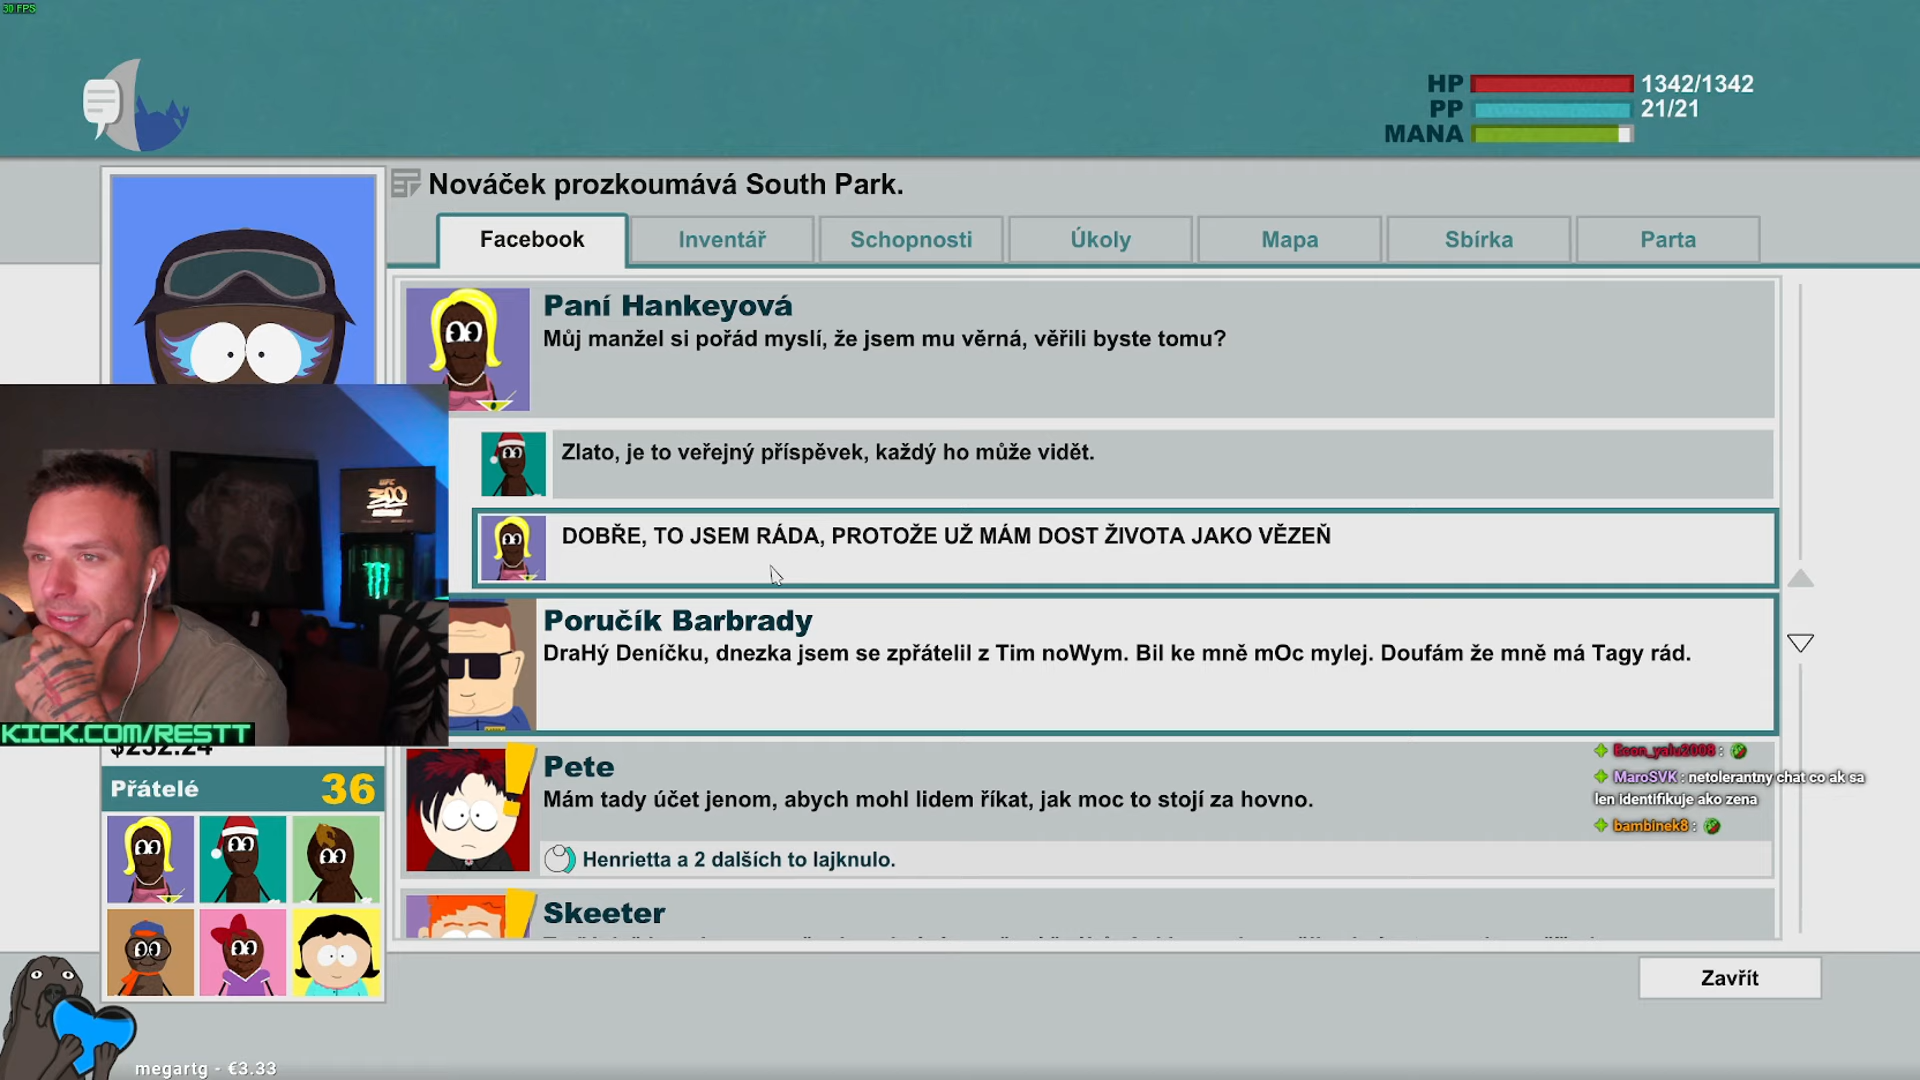 30 FPS
HP 1342/1342
PP 21/21
MANA
Nováček prozkoumává South Park.
Facebook
Inventář
Schopnosti
Úkoly
Mapa
Sbírka
Parta
Paní Hankeyová
Můj manžel si pořád myslí, že jsem mu věrná, věřili byste tomu?
Zlato, je to veřejný příspěvek, každý ho může vidět.
DOBŘE, TO JSEM RÁDA, PROTOŽE UŽ MÁM DOST ŽIVOTA JAKO VĚZEŇ
Poručík Barbrady
DraHý Deníčku, dnezka jsem se zpřátelil z Tim noWym. Bil ke mně mOc mylej. Doufám že mně má Tagy rád.
UFC
300
KICK.COM/RESTT
$252.24
Přátelé 36
Pete
Mám tady účet jenom, abych mohl lidem říkat, jak moc to stojí za hovno.
Henrietta a 2 dalších to lajknulo.
Skeeter
MaroSVK : netolerantny chat co ak sa
len identifikuje ako zena
bambinek8 :
Zavřít
megartg - €3.33